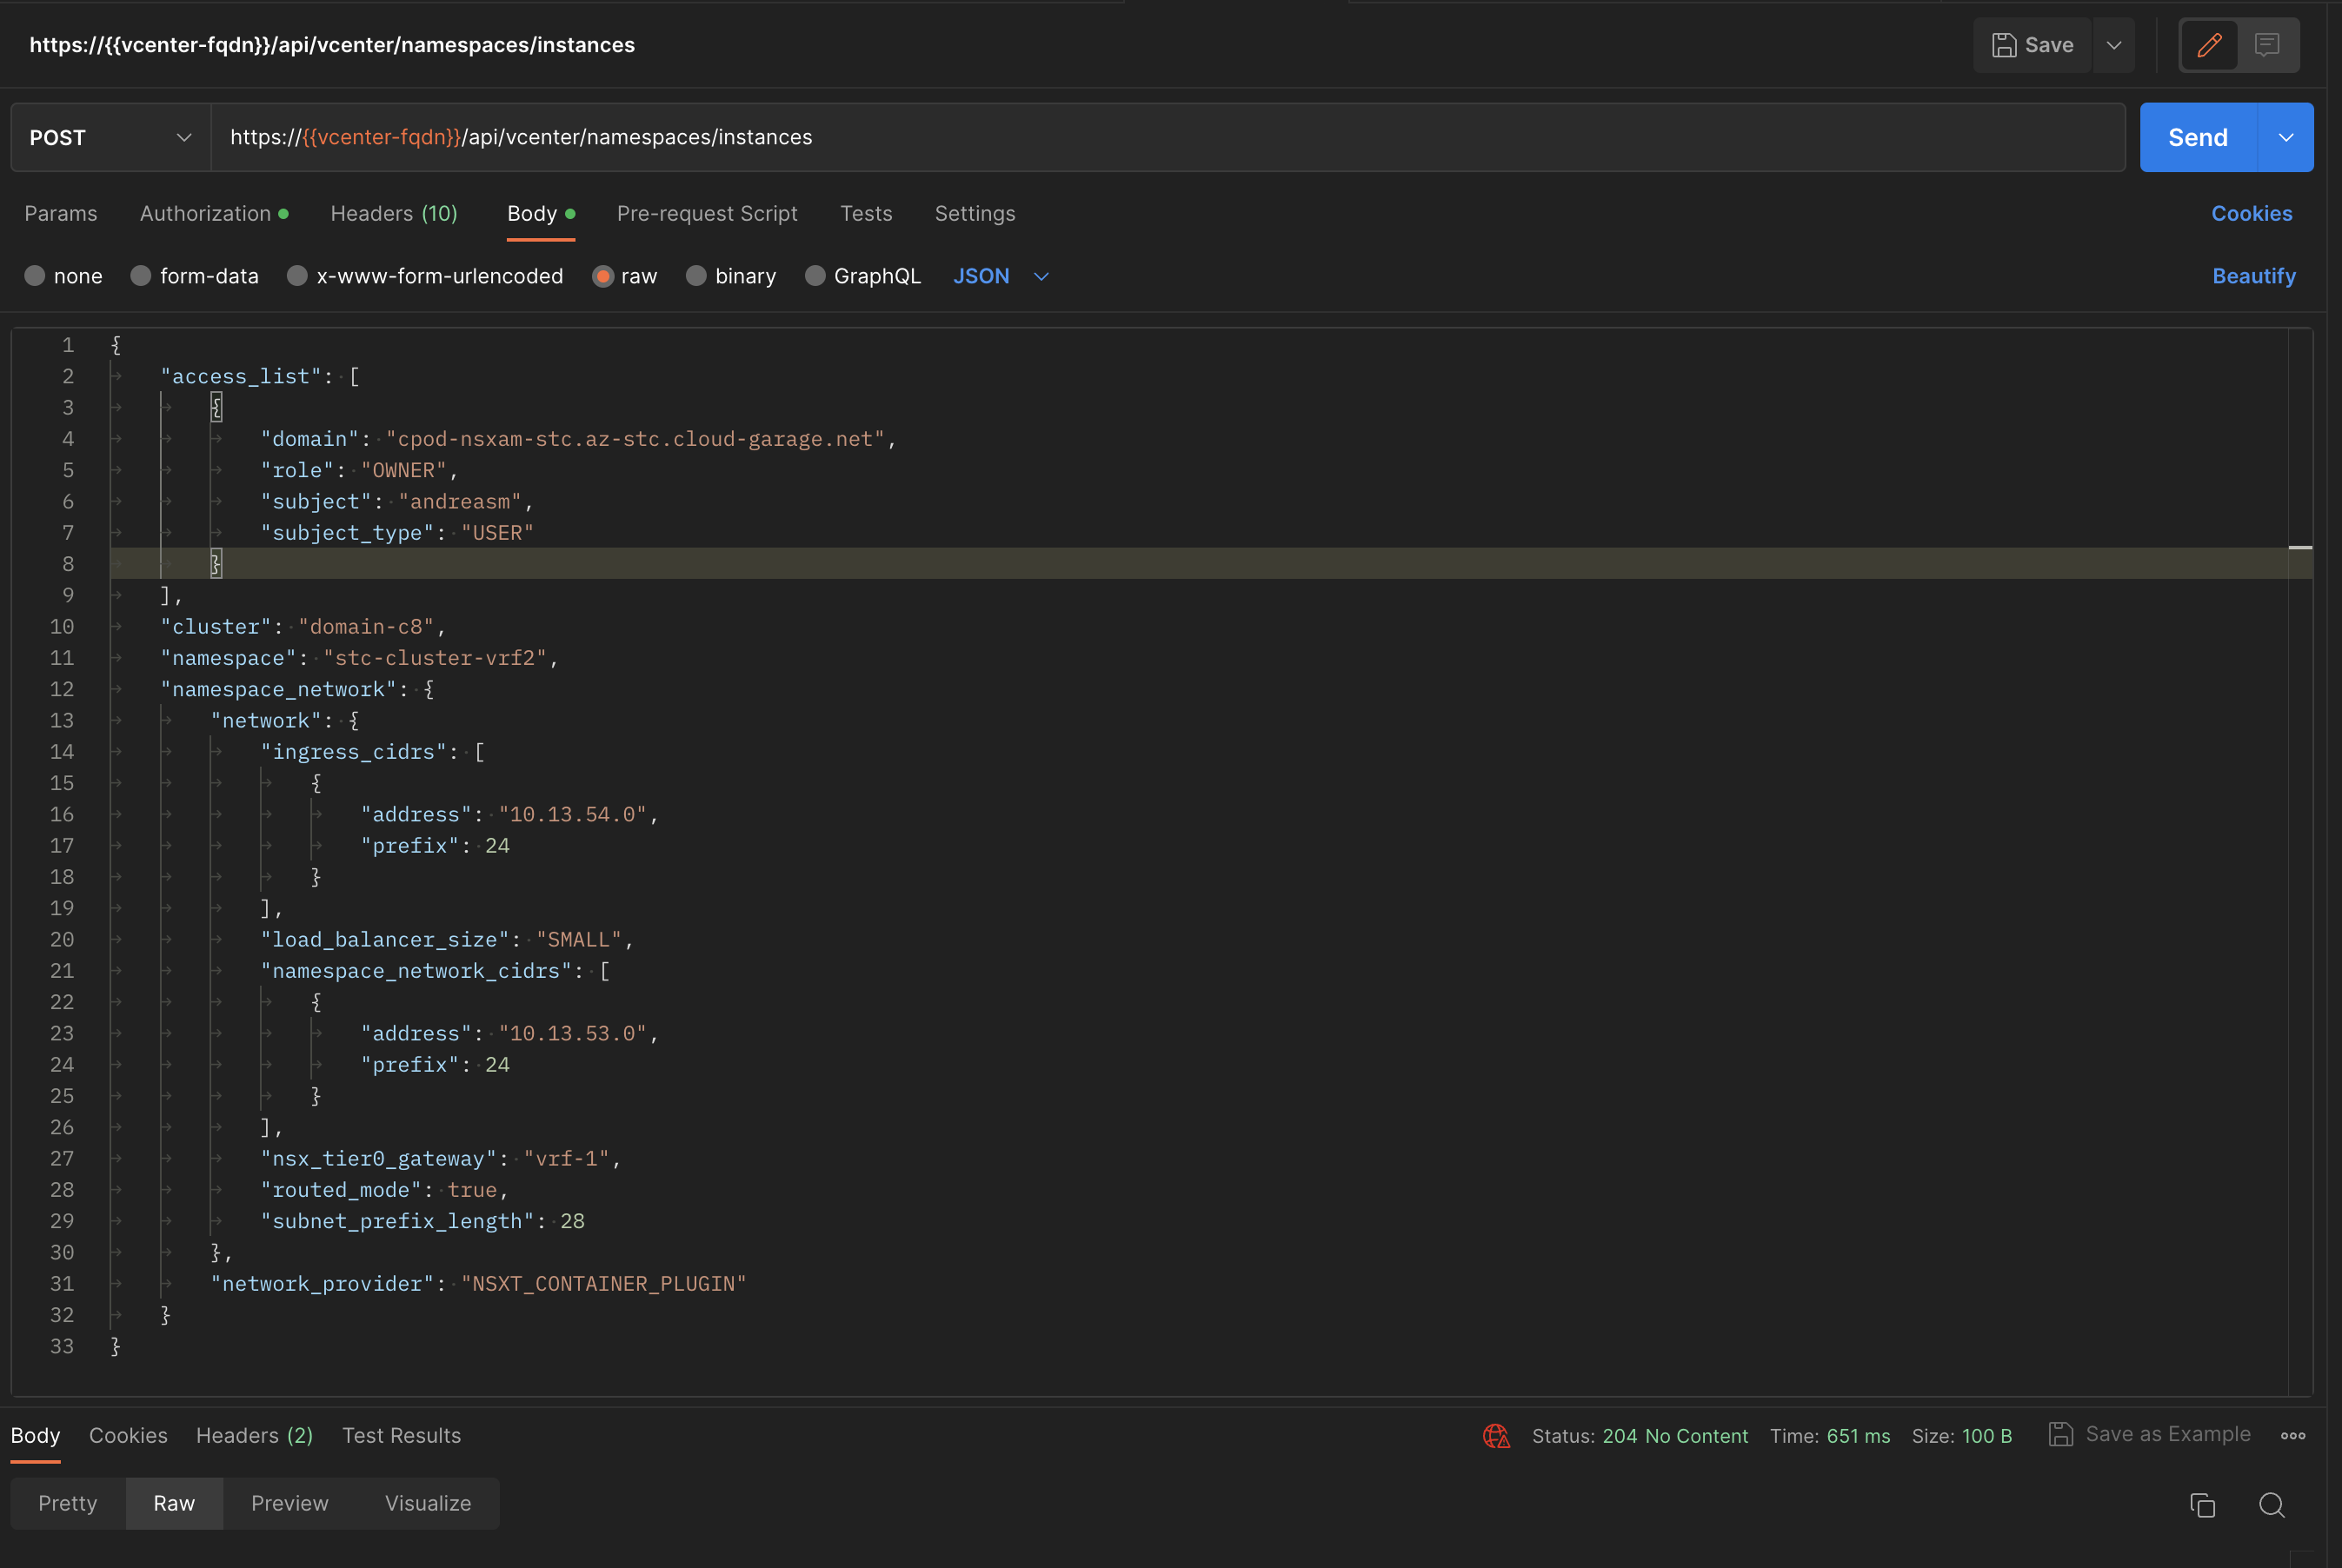 https://{{vcenter-fqdn}}/api/vcenter/namespaces/instances
Save
POST
https://{{vcenter-fqdn}}/api/vcenter/namespaces/instances
Send
Params Authorization Headers (10) Body Pre-request Script Tests Settings Cookies
none form-data x-www-form-urlencoded raw binary GraphQL JSON Beautify
1 {
2 "access_list": [
3 {
4 "domain": "cpod-nsxam-stc.az-stc.cloud-garage.net",
5 "role": "OWNER",
6 "subject": "andreasm",
7 "subject_type": "USER"
8 }
9 ],
10 "cluster": "domain-c8",
11 "namespace": "stc-cluster-vrf2",
12 "namespace_network": {
13 "network": {
14 "ingress_cidrs": [
15 {
16 "address": "10.13.54.0",
17 "prefix": 24
18 }
19 ],
20 "load_balancer_size": "SMALL",
21 "namespace_network_cidrs": [
22 {
23 "address": "10.13.53.0",
24 "prefix": 24
25 }
26 ],
27 "nsx_tier0_gateway": "vrf-1",
28 "routed_mode": true,
29 "subnet_prefix_length": 28
30 },
31 "network_provider": "NSXT_CONTAINER_PLUGIN"
32 }
33 }
Body Cookies Headers (2) Test Results Status: 204 No Content Time: 651 ms Size: 100 B Save as Example
Pretty Raw Preview Visualize